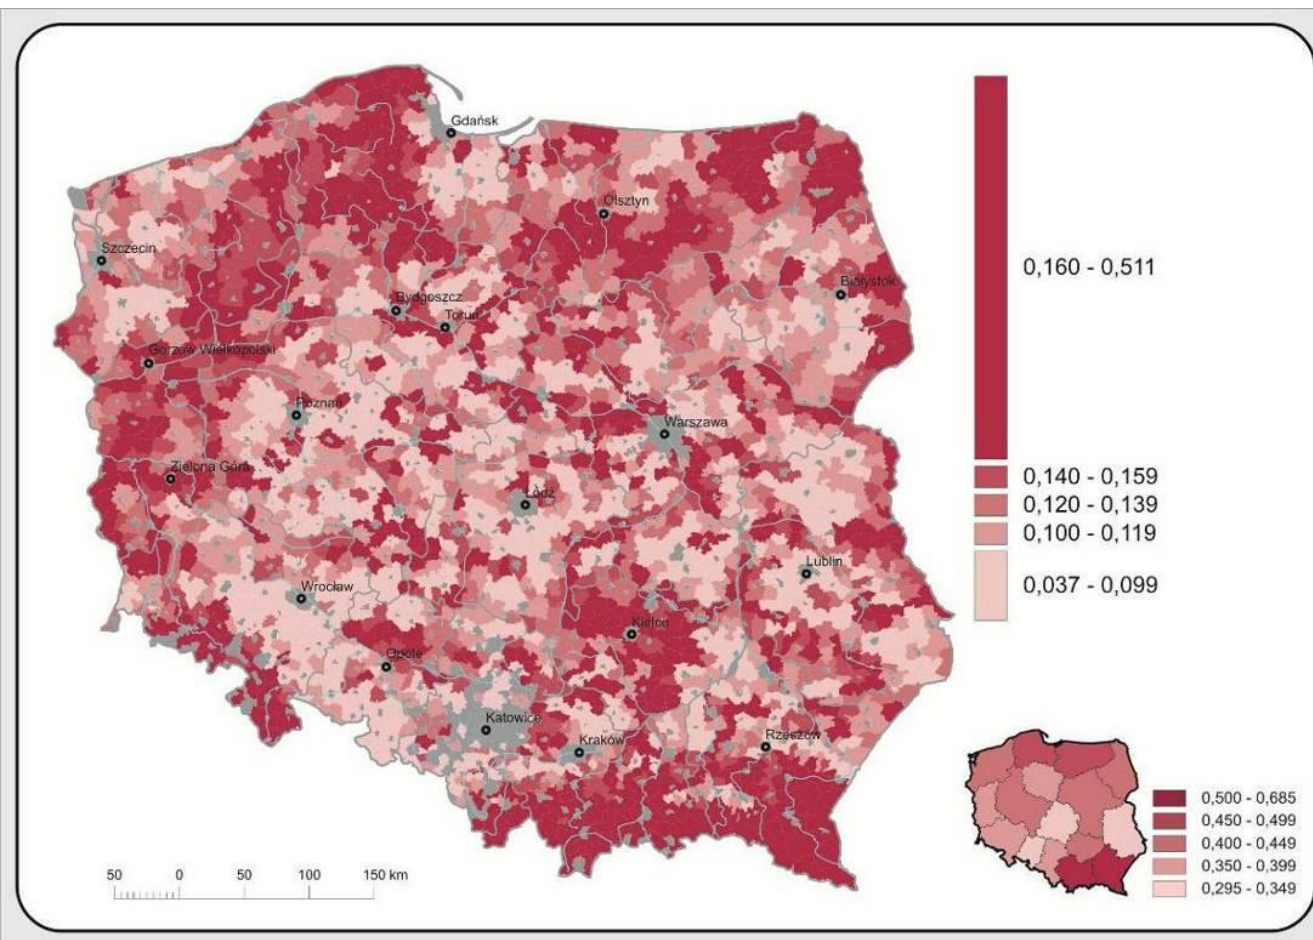 Gdańsk
Olsztyn
Szczecin
Białystok
Bydgoszcz
Toruń
Gorzów Wielkopolski
Poznań
Warszawa
Zielona Góra
Łódź
Lublin
Wrocław
Kielce
Opole
Katowice
Kraków
Rzeszów
0,160 - 0,511
0,140 - 0,159
0,120 - 0,139
0,100 - 0,119
0,037 - 0,099
0,500 - 0,685
0,450 - 0,499
0,400 - 0,449
0,350 - 0,399
0,295 - 0,349
50 0 50 100 150 km